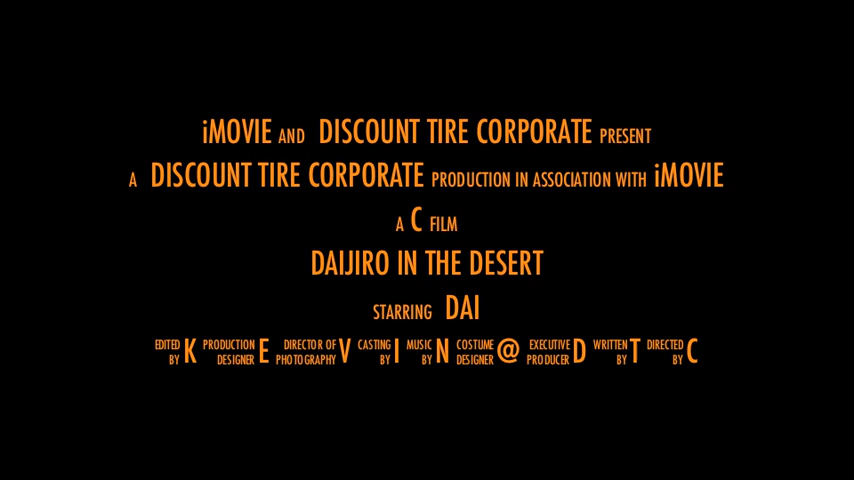 iMOVIE AND DISCOUNT TIRE CORPORATE PRESENT
A DISCOUNT TIRE CORPORATE PRODUCTION IN ASSOCIATION WITH iMOVIE
A C FILM
DAIJIRO IN THE DESERT
STARRING DAI
EDITED BY K PRODUCTION DESIGNER E DIRECTOR OF PHOTOGRAPHY V CASTING BY I MUSIC BY N COSTUME DESIGNER @ EXECUTIVE PRODUCER D WRITTEN BY T DIRECTED BY C